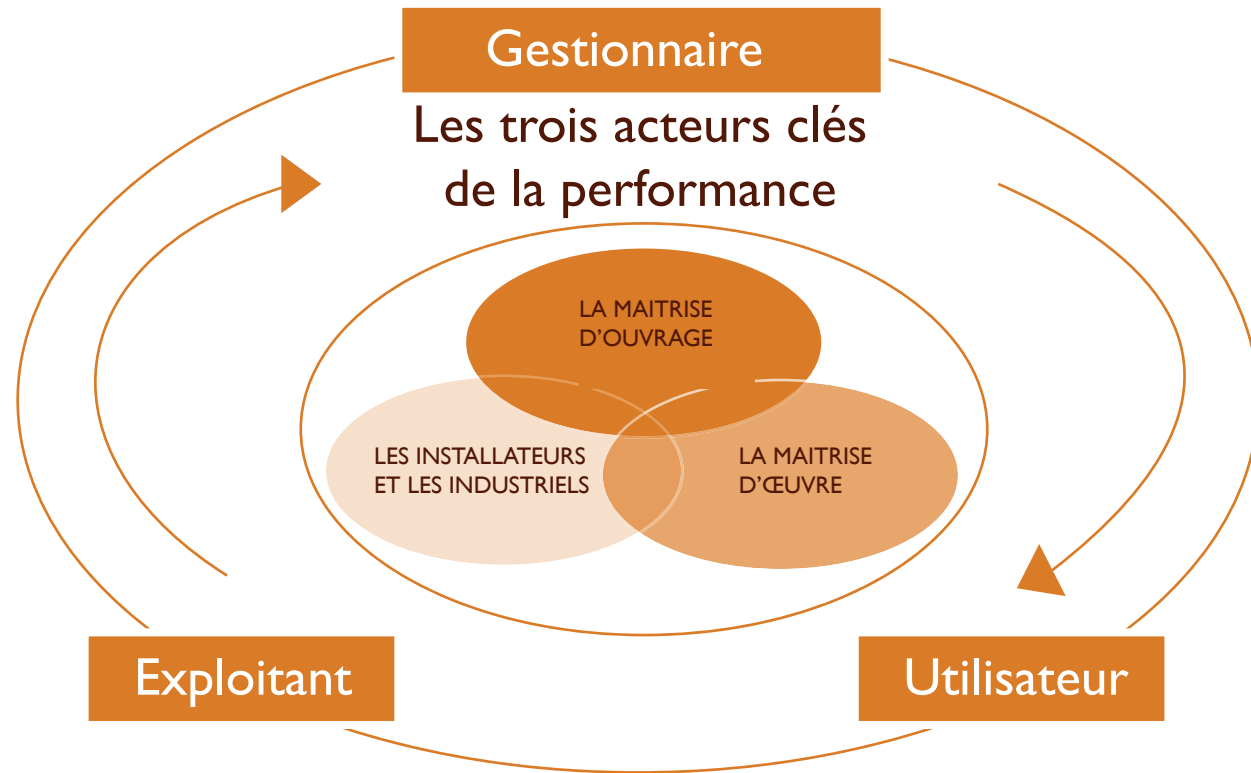 Gestionnaire
Les trois acteurs clés
de la performance
LA MAITRISE
D’OUVRAGE
LES INSTALLATEURS
ET LES INDUSTRIELS
LA MAITRISE
D’ŒUVRE
Exploitant
Utilisateur